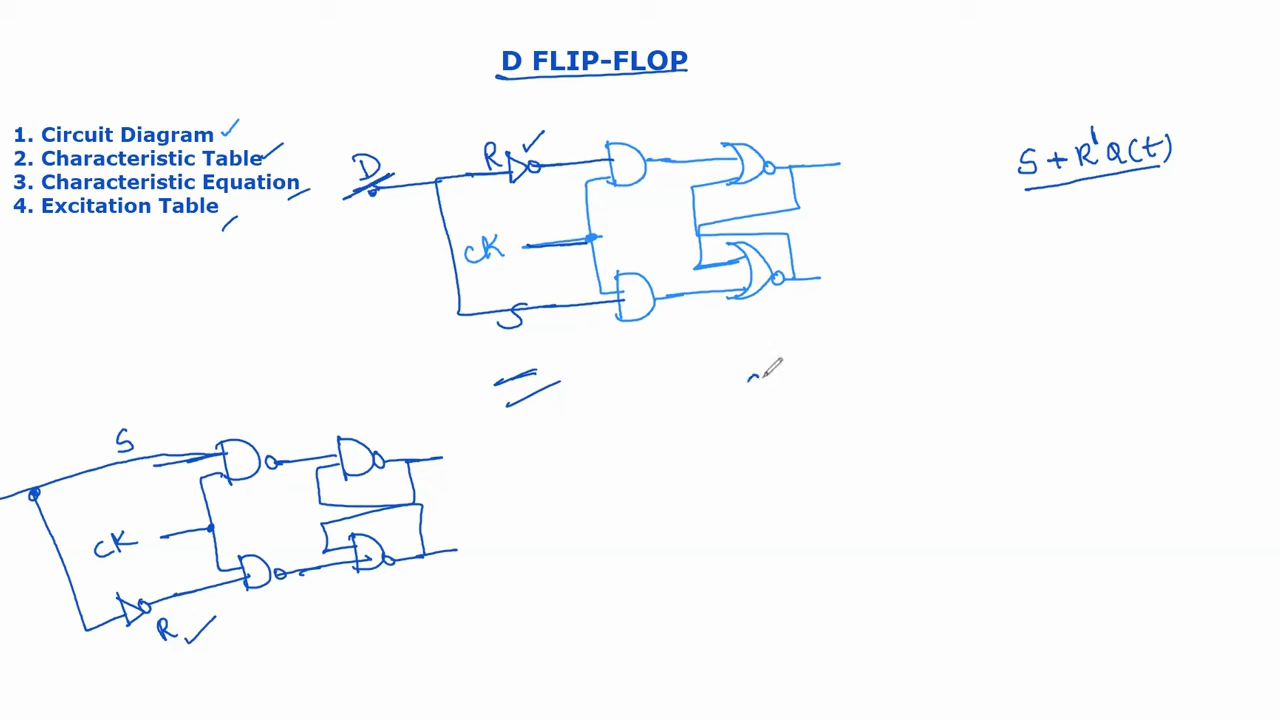 D FLIP-FLOP
1. Circuit Diagram
2. Characteristic Table
3. Characteristic Equation
4. Excitation Table
D
R
CK
S
S + R'Q(t)
S
CK
R